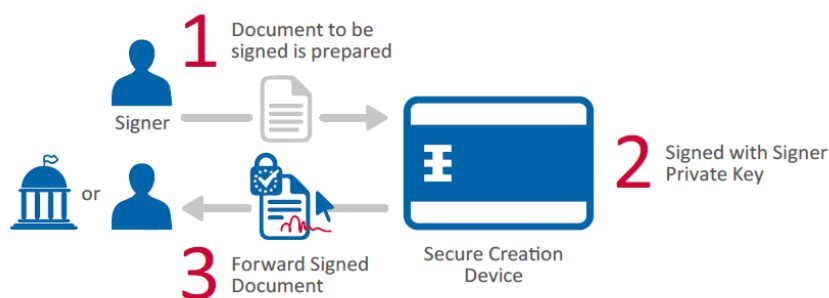 1
Document to be
signed is prepared
Signer
2
Signed with Signer
Private Key
or
3
Forward Signed
Document
Secure Creation
Device